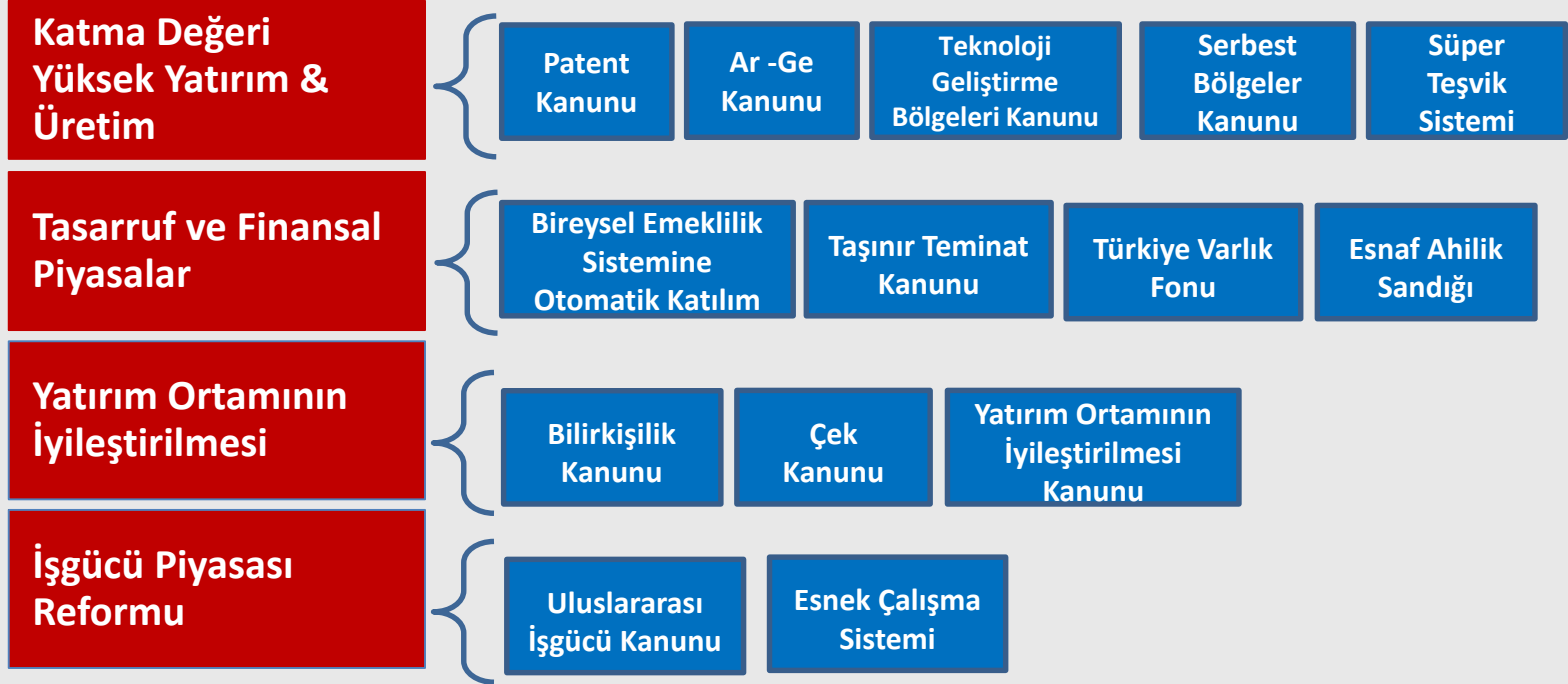 Katma Değeri
Yüksek Yatırım &
Üretim
Patent
Kanunu
Ar -Ge
Kanunu
Teknoloji
Geliştirme
Bölgeleri Kanunu
Serbest
Bölgeler
Kanunu
Süper
Teşvik
Sistemi
Tasarruf ve Finansal
Piyasalar
Bireysel Emeklilik
Sistemine
Otomatik Katılım
Taşınır Teminat
Kanunu
Türkiye Varlık
Fonu
Esnaf Ahilik
Sandığı
Yatırım Ortamının
İyileştirilmesi
Bilirkişilik
Kanunu
Çek
Kanunu
Yatırım Ortamının
İyileştirilmesi
Kanunu
İşgücü Piyasası
Reformu
Uluslararası
İşgücü Kanunu
Esnek Çalışma
Sistemi